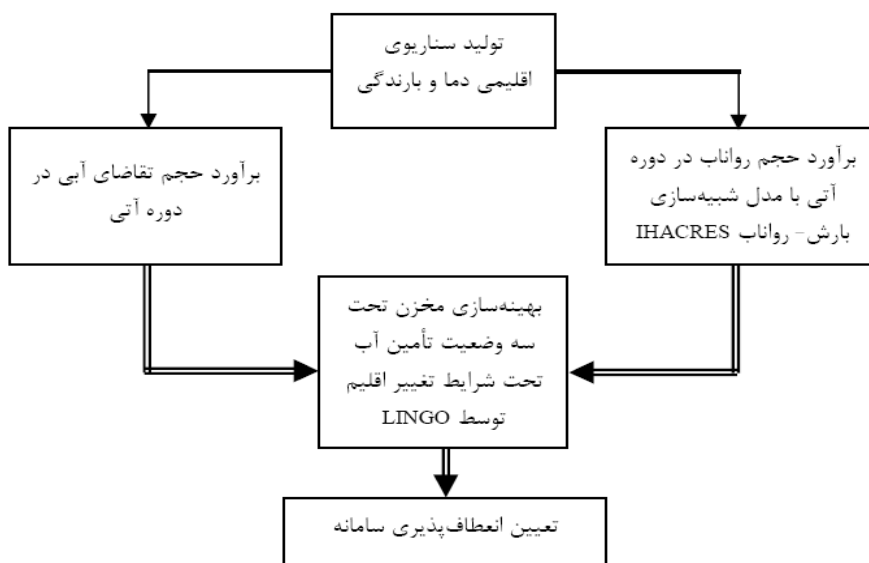 تولید سناریوی
اقلیمی دما و بارندگی
برآورد حجم رواناب در دوره
آتی با مدل شبیه‌سازی
بارش- رواناب IHACRES
برآورد حجم تقاضای آبی در
دوره آتی
بهینه‌سازی مخزن تحت
سه وضعیت تأمین آب
تحت شرایط تغییر اقلیم
توسط LINGO
تعیین انعطاف‌پذیری سامانه